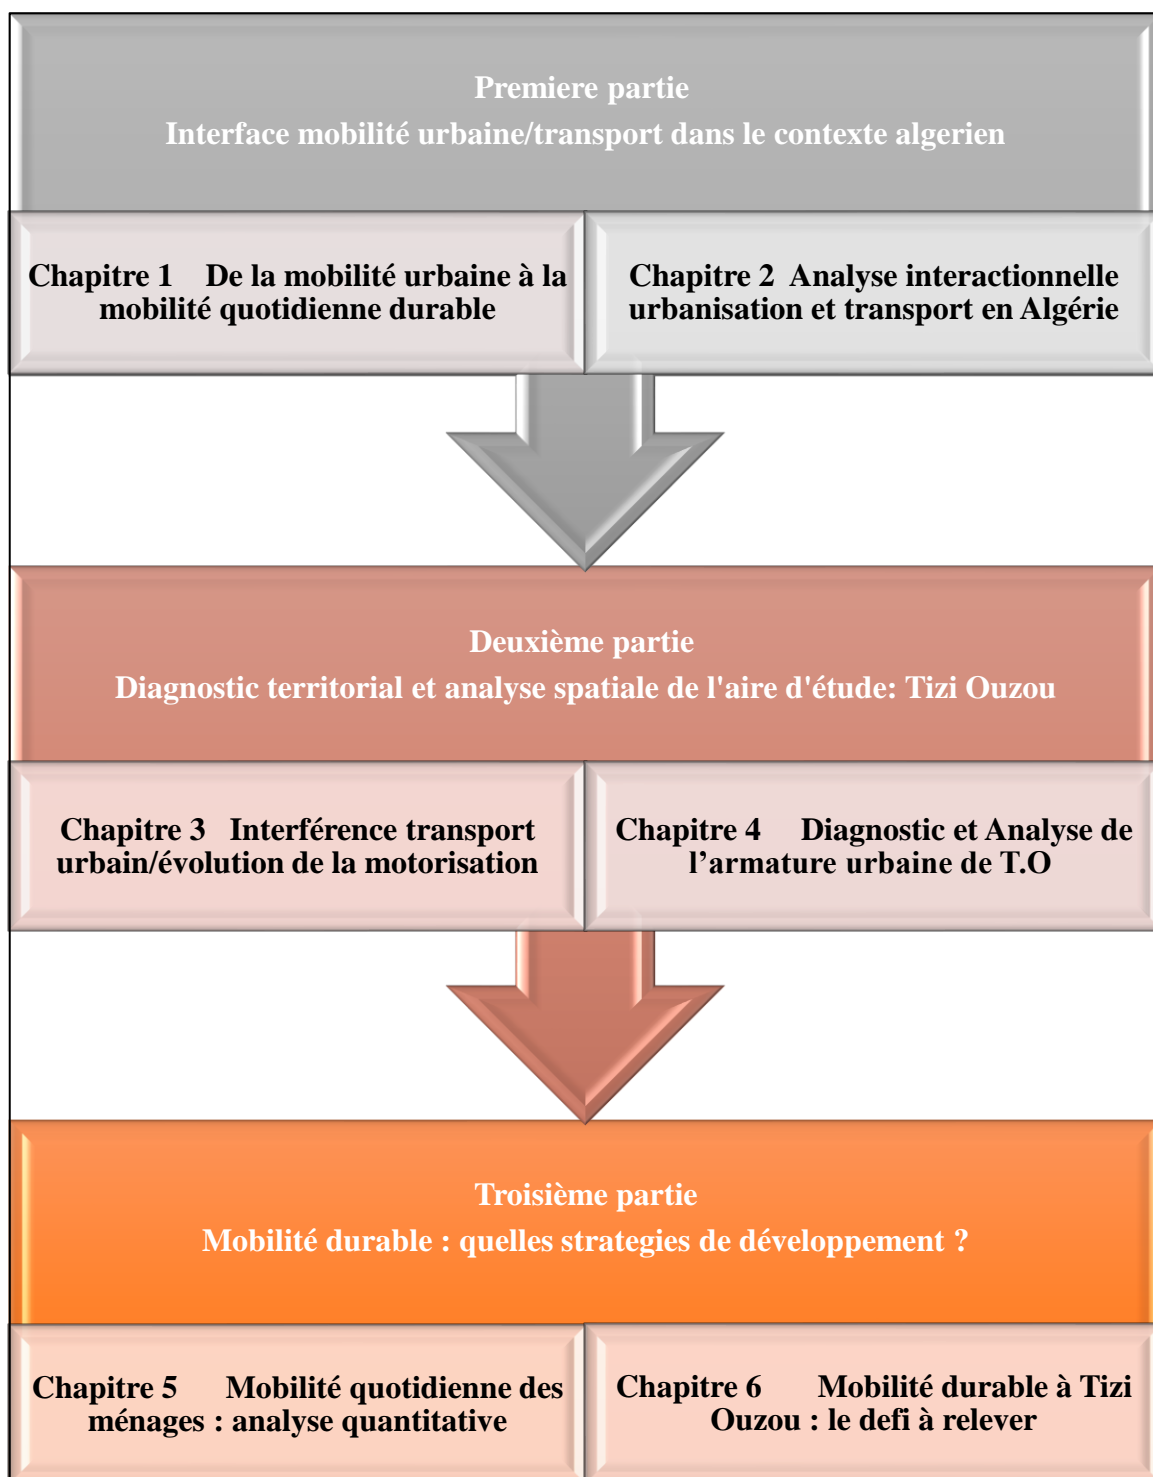 Premiere partie
Interface mobilité urbaine/transport dans le contexte algerien
Chapitre 1 De la mobilité urbaine à la
mobilité quotidienne durable
Chapitre 2 Analyse interactionnelle
urbanisation et transport en Algérie
Deuxième partie
Diagnostic territorial et analyse spatiale de l'aire d'étude: Tizi Ouzou
Chapitre 3 Interférence transport
urbain/évolution de la motorisation
Chapitre 4 Diagnostic et Analyse de
l’armature urbaine de T.O
Troisième partie
Mobilité durable : quelles strategies de développement ?
Chapitre 5 Mobilité quotidienne des
ménages : analyse quantitative
Chapitre 6 Mobilité durable à Tizi
Ouzou : le defi à relever